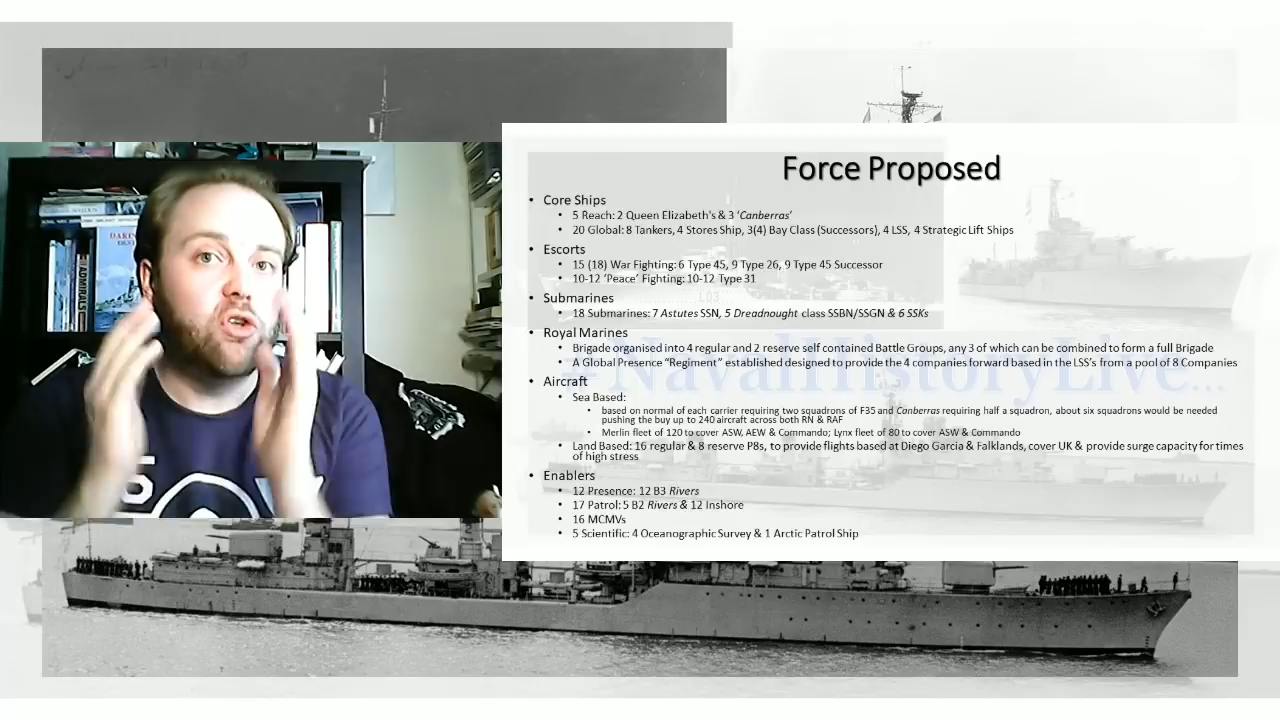 Force Proposed
• Core Ships
• 5 Reach: 2 Queen Elizabeth's & 3 'Canberras'
• 20 Global: 8 Tankers, 4 Stores Ship, 3(4) Bay Class (Successors), 4 LSS, 4 Strategic Lift Ships
• Escorts
• 15 (18) War Fighting: 6 Type 45, 9 Type 26, 9 Type 45 Successor
• 10-12 'Peace' Fighting: 10-12 Type 31
L03
• Submarines
• 18 Submarines: 7 Astutes SSN, 5 Dreadnought class SSBN/SSGN & 6 SSKs
• Royal Marines
• Brigade organised into 4 regular and 2 reserve self contained Battle Groups, any 3 of which can be combined to form a full Brigade
• A Global Presence "Regiment" established designed to provide the 4 companies forward based in the LSS's from a pool of 8 Companies
#NavalHistoryLive...
• Aircraft
• Sea Based:
• based on normal of each carrier requiring two squadrons of F35 and Canberras requiring half a squadron, about six squadrons would be needed
pushing the buy up to 240 aircraft across both RN & RAF
• Merlin fleet of 120 to cover ASW, AEW & Commando; Lynx fleet of 80 to cover ASW & Commando
• Land Based: 16 regular & 8 reserve P8s, to provide flights based at Diego Garcia & Falklands, cover UK & provide surge capacity for times
of high stress
• Enablers
• 12 Presence: 12 B3 Rivers
• 17 Patrol: 5 B2 Rivers & 12 Inshore
• 16 MCMVs
• 5 Scientific: 4 Oceanographic Survey & 1 Arctic Patrol Ship
ADMIRALS